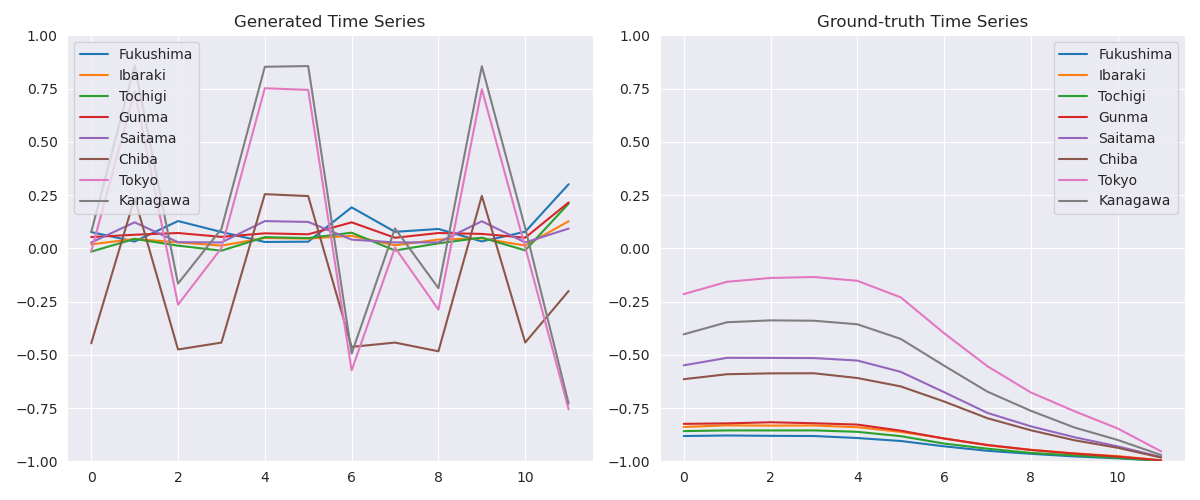 Generated Time Series
1.00
0.75
0.50
0.25
0.00
−0.25
−0.50
−0.75
−1.00
0
2
4
6
8
10
Fukushima
Ibaraki
Tochigi
Gunma
Saitama
Chiba
Tokyo
Kanagawa
Ground-truth Time Series
1.00
0.75
0.50
0.25
0.00
−0.25
−0.50
−0.75
−1.00
0
2
4
6
8
10
Fukushima
Ibaraki
Tochigi
Gunma
Saitama
Chiba
Tokyo
Kanagawa